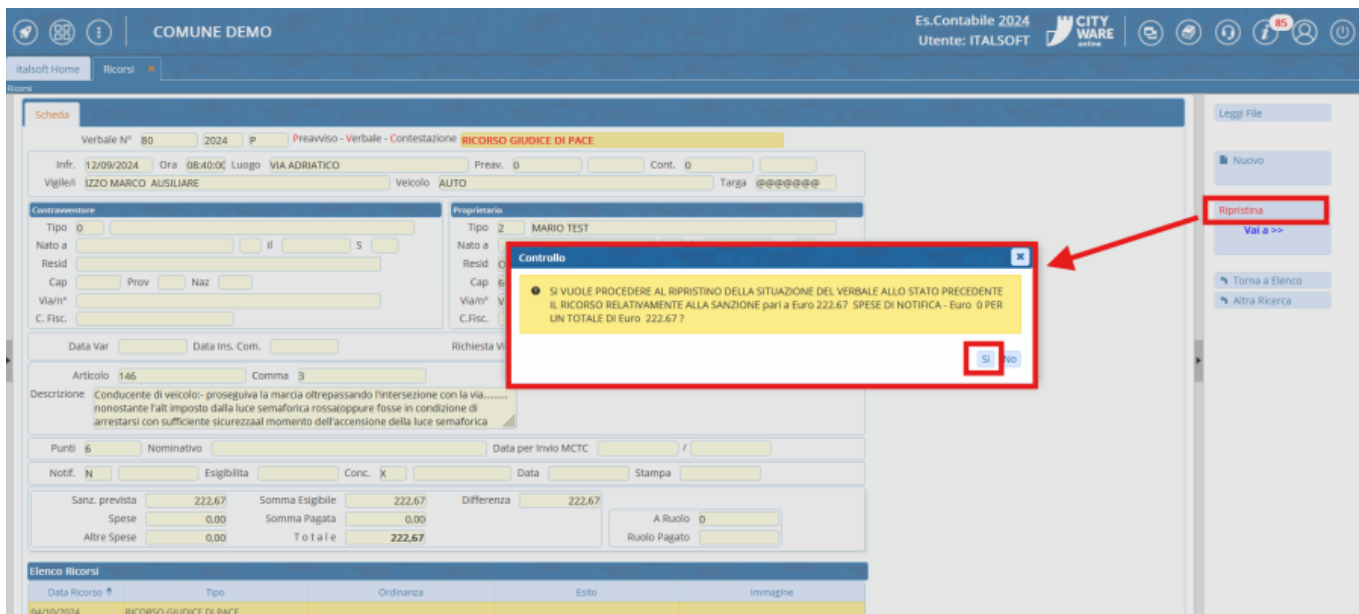 COMUNE DEMO
Es.Contabile 2024
Utente: ITALSOFT
CITY
WARE
online
85
italsoft Home
Ricorsi
Ricorsi
Scheda
Verbale N° 80 2024 P Preavviso - Verbale - Contestazione RICORSO GIUDICE DI PACE
Infr. 12/09/2024 Ora 08:40:00 Luogo VIA ADRIATICO Preav. 0 Cont. 0
Vigile/i IZZO MARCO AUSILIARE Veicolo AUTO Targa @@@@@@@
Contravventore
Tipo 0
Nato a il S
Resid
Cap Prov Naz
Via/n°
C. Fisc.
Proprietario
Tipo 2 MARIO TEST
Nato a
Resid
Cap
Via/n° V
C.Fisc.
Controllo
SI VUOLE PROCEDERE AL RIPRISTINO DELLA SITUAZIONE DEL VERBALE ALLO STATO PRECEDENTE
IL RICORSO RELATIVAMENTE ALLA SANZIONE pari a Euro 222.67 SPESE DI NOTIFICA - Euro 0 PER
UN TOTALE DI Euro 222.67 ?
Si No
Data Var Data Ins. Com. Richiesta
Articolo 146 Comma 3
Descrizione Conducente di veicolo:- proseguiva la marcia oltrepassando l'intersezione con la via.........
nonostante l'alt imposto dalla luce semaforica rossa(oppure fosse in condizione di
arrestarsi con sufficiente sicurezzaal momento dell'accensione della luce semaforica
Punti 6 Nominativo Data per Invio MCTC /
Notif. N Esigibilita Conc. X Data Stampa
Sanz. prevista 222,67 Somma Esigibile 222,67 Differenza 222,67
Spese 0,00 Somma Pagata 0,00 A Ruolo 0
Altre Spese 0,00 Totale 222,67 Ruolo Pagato
Elenco Ricorsi
Data Ricorso Tipo Ordinanza Esito Immagine
04/10/2024 RICORSO GIUDICE DI PACE
Leggi File
Nuovo
Ripristina
Vai a >>
Torna a Elenco
Altra Ricerca